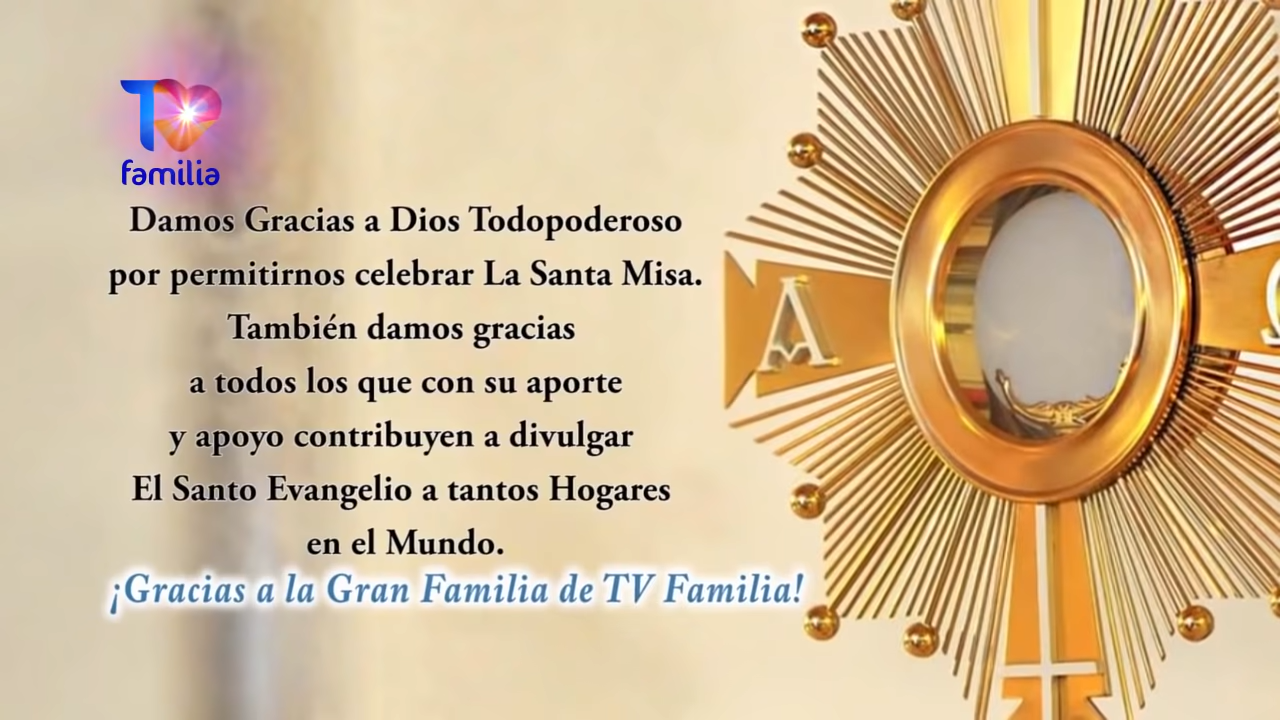 TV
familia
Damos Gracias a Dios Todopoderoso
por permitirnos celebrar La Santa Misa.
También damos gracias
a todos los que con su aporte
y apoyo contribuyen a divulgar
El Santo Evangelio a tantos Hogares
en el Mundo.
¡Gracias a la Gran Familia de TV Familia!
A